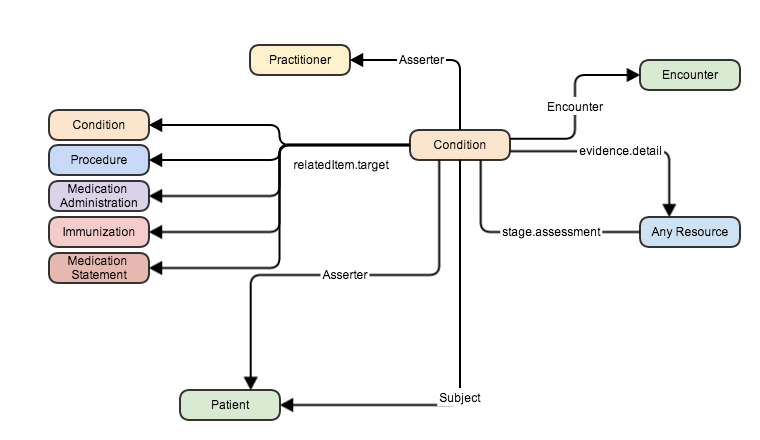 Practitioner
Asserter
Encounter
Encounter
Condition
Condition
evidence.detail
Procedure
relatedItem.target
Medication
Administration
Immunization
stage.assessment
Any Resource
Medication
Statement
Asserter
Patient
Subject